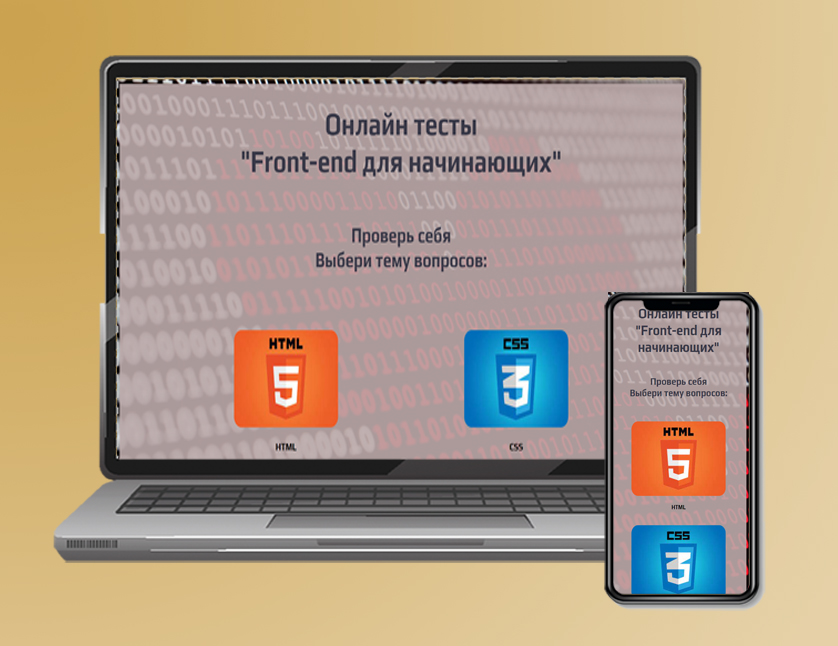 Онлайн тесты
"Front-end для начинающих"
Проверь себя
Выбери тему вопросов:
HTML
5
HTML
CSS
3
CSS
Онлайн тесты
"Front-end для
начинающих"
Проверь себя
Выбери тему вопросов:
HTML
5
HTML
CSS
3